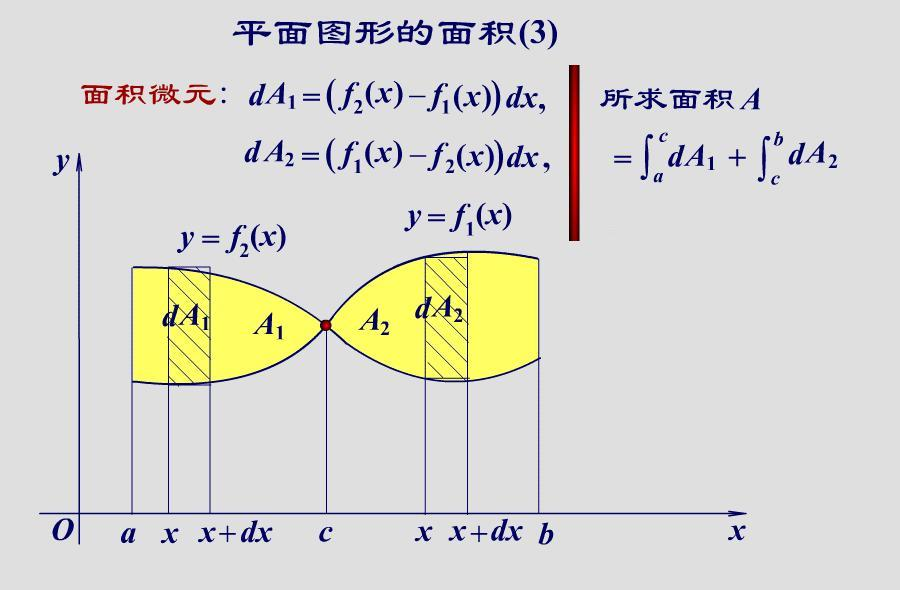 平面图形的面积(3)
面积微元: dA₁ = (f₂(x) − f₁(x))dx,
dA₂ = (f₁(x) − f₂(x))dx,
所求面积 A
= ∫ₐᶜ dA₁ + ∫꜀ᵇ dA₂
y
y = f₂(x)
y = f₁(x)
dA₁ A₁ A₂ dA₂
O a x x+dx c x x+dx b x